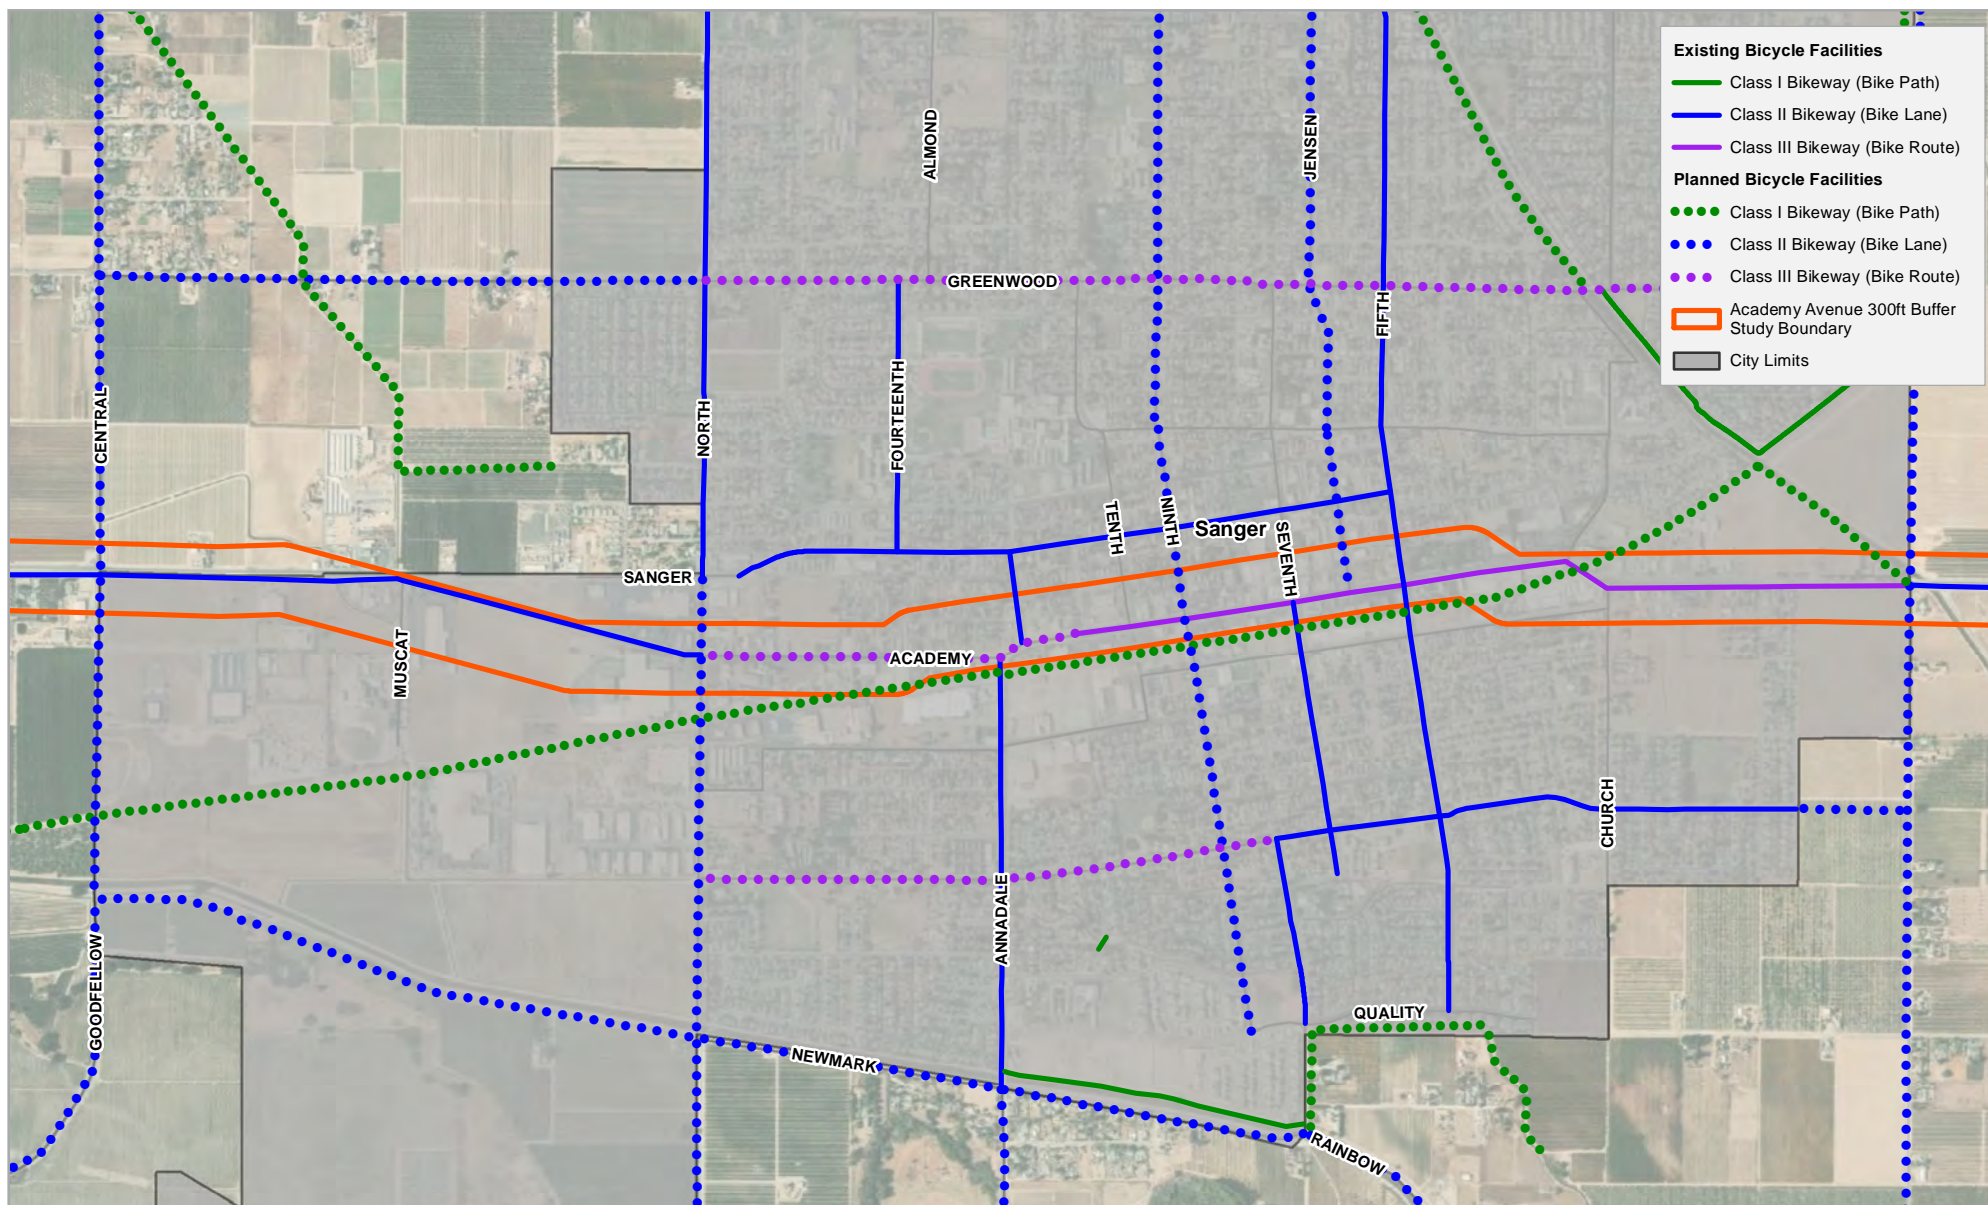 Existing Bicycle Facilities
Class I Bikeway (Bike Path)
Class II Bikeway (Bike Lane)
Class III Bikeway (Bike Route)
Planned Bicycle Facilities
Class I Bikeway (Bike Path)
Class II Bikeway (Bike Lane)
Class III Bikeway (Bike Route)
Academy Avenue 300ft Buffer
Study Boundary
City Limits
ALMOND
JENSEN
GREENWOOD
FIFTH
CENTRAL
NORTH
FOURTEENTH
TENTH
NINTH
Sanger
SEVENTH
SANGER
MUSCAT
ACADEMY
CHURCH
ANNADALE
GOODFELLOW
QUALITY
NEWMARK
RAINBOW